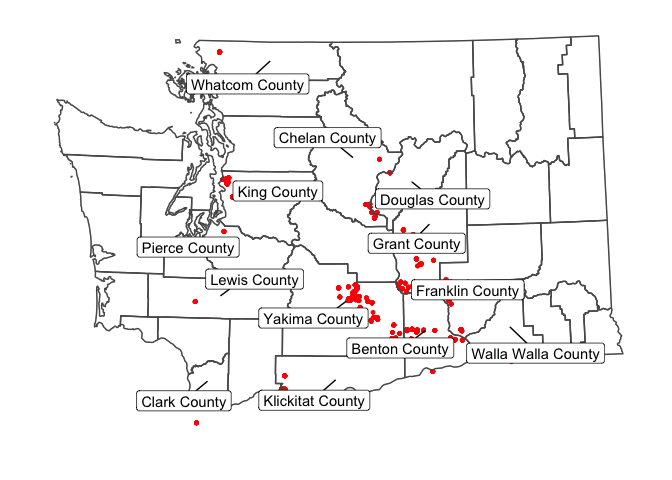 Whatcom County
Chelan County
King County
Douglas County
Pierce County
Grant County
Lewis County
Franklin County
Yakima County
Benton County
Walla Walla County
Clark County
Klickitat County